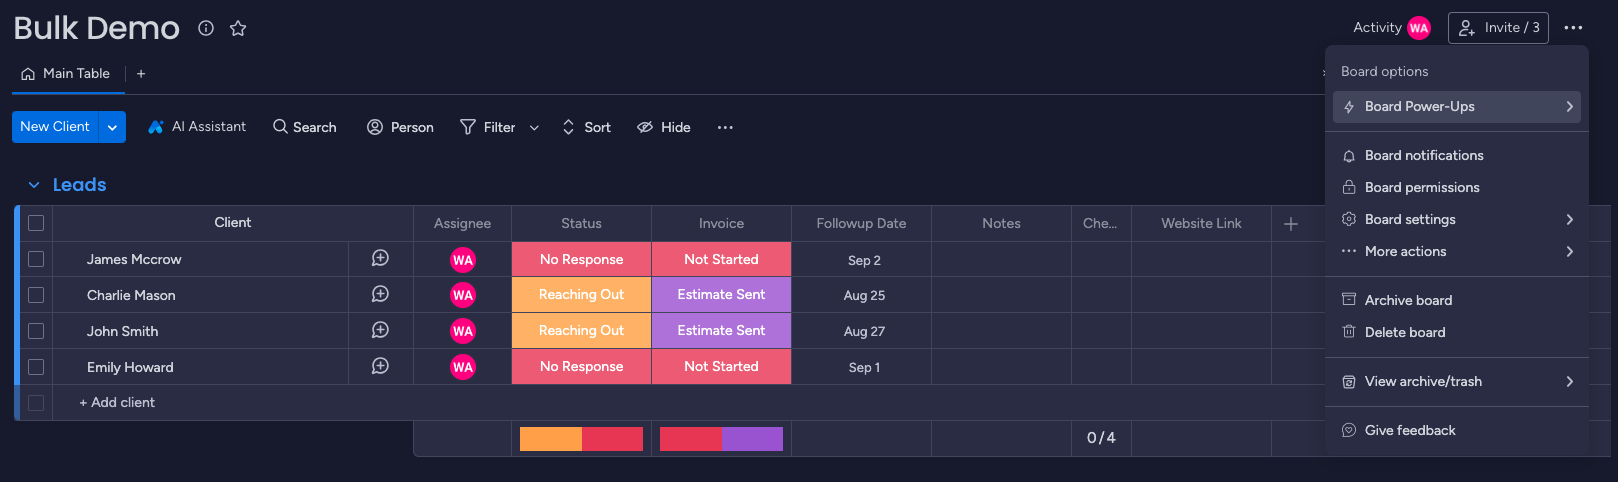 Bulk Demo
Activity WA Invite / 3
Main Table +
New Client AI Assistant Search Person Filter Sort Hide
Leads
Client Assignee Status Invoice Followup Date Notes Che... Website Link +
James Mccrow WA No Response Not Started Sep 2
Charlie Mason WA Reaching Out Estimate Sent Aug 25
John Smith WA Reaching Out Estimate Sent Aug 27
Emily Howard WA No Response Not Started Sep 1
+ Add client
0 / 4
Board options
Board Power-Ups
Board notifications
Board permissions
Board settings
More actions
Archive board
Delete board
View archive/trash
Give feedback